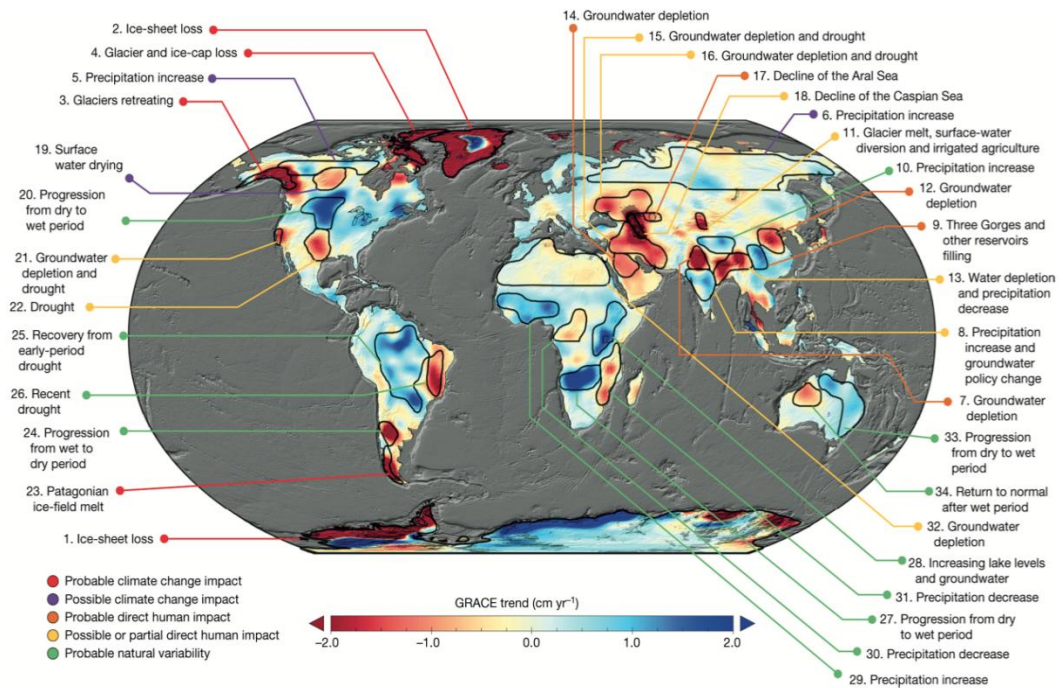 2. Ice-sheet loss
4. Glacier and ice-cap loss
5. Precipitation increase
3. Glaciers retreating
19. Surface
water drying
20. Progression
from dry to
wet period
21. Groundwater
depletion and
drought
22. Drought
25. Recovery from
early-period
drought
26. Recent
drought
24. Progression
from wet to
dry period
23. Patagonian
ice-field melt
1. Ice-sheet loss
14. Groundwater depletion
15. Groundwater depletion and drought
16. Groundwater depletion and drought
17. Decline of the Aral Sea
18. Decline of the Caspian Sea
6. Precipitation increase
11. Glacier melt, surface-water
diversion and irrigated agriculture
10. Precipitation increase
12. Groundwater
depletion
9. Three Gorges and
other reservoirs
filling
13. Water depletion
and precipitation
decrease
8. Precipitation
increase and
groundwater
policy change
7. Groundwater
depletion
33. Progression
from dry to wet
period
34. Return to normal
after wet period
32. Groundwater
depletion
28. Increasing lake levels
and groundwater
31. Precipitation decrease
27. Progression from dry
to wet period
30. Precipitation decrease
29. Precipitation increase
Probable climate change impact
Possible climate change impact
Probable direct human impact
Possible or partial direct human impact
Probable natural variability
GRACE trend (cm yr⁻¹)
–2.0 –1.0 0.0 1.0 2.0